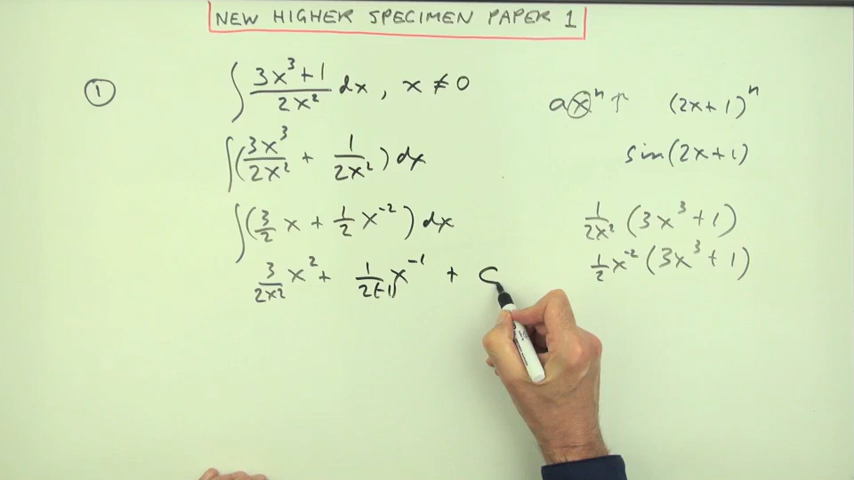 NEW HIGHER SPECIMEN PAPER 1
① ∫ (3x³+1)/(2x²) dx, x ≠ 0
∫(3x³/2x² + 1/2x²) dx
∫(3/2 x + 1/2 x⁻²) dx
3/(2×2) x² + 1/(2(-1)) x⁻¹ + C
axⁿ↑ (2x+1)ⁿ
sin(2x+1)
1/2x² (3x³+1)
1/2 x⁻² (3x³+1)